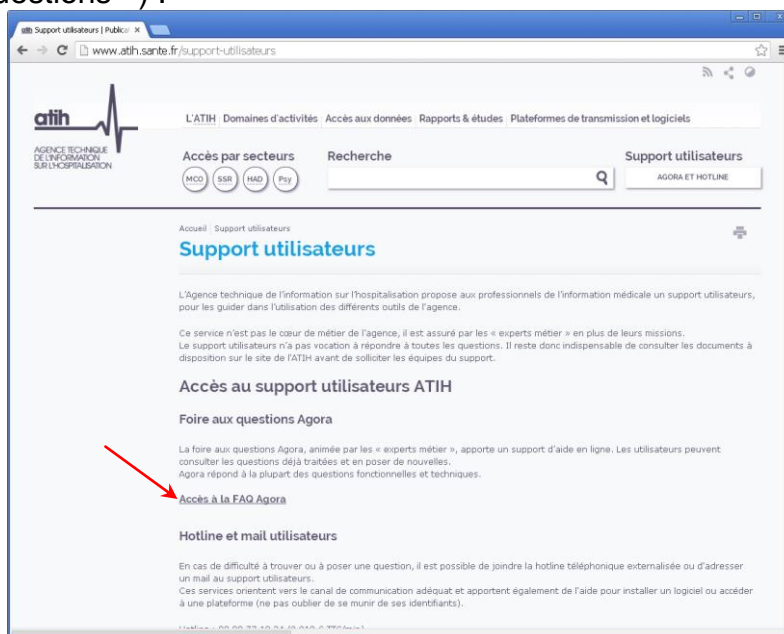 uestions ») :
atih Support utilisateurs | Public
www.atih.sante.fr/support-utilisateurs
atih
AGENCE TECHNIQUE
DE L'INFORMATION
SUR L'HOSPITALISATION
L'ATIH Domaines d'activités Accès aux données Rapports & études Plateformes de transmission et logiciels
Accès par secteurs Recherche Support utilisateurs
MCO SSR HAD Psy AGORA ET HOTLINE
Accueil Support utilisateurs
Support utilisateurs
L'Agence technique de l'information sur l'hospitalisation propose aux professionnels de l'information médicale un support utilisateurs,
pour les guider dans l'utilisation des différents outils de l'agence.
Ce service n'est pas le cœur de métier de l'agence, il est assuré par les « experts métier » en plus de leurs missions.
Le support utilisateurs n'a pas vocation à répondre à toutes les questions. Il reste donc indispensable de consulter les documents à
disposition sur le site de l'ATIH avant de solliciter les équipes du support.
Accès au support utilisateurs ATIH
Foire aux questions Agora
La foire aux questions Agora, animée par les « experts métier », apporte un support d'aide en ligne. Les utilisateurs peuvent
consulter les questions déjà traitées et en poser de nouvelles.
Agora répond à la plupart des questions fonctionnelles et techniques.
Accès à la FAQ Agora
Hotline et mail utilisateurs
En cas de difficulté à trouver ou à poser une question, il est possible de joindre la hotline téléphonique externalisée ou d'adresser
un mail au support utilisateurs.
Ces services orientent vers le canal de communication adéquat et apportent également de l'aide pour installer un logiciel ou accéder
à une plateforme (ne pas oublier de se munir de ses identifiants).